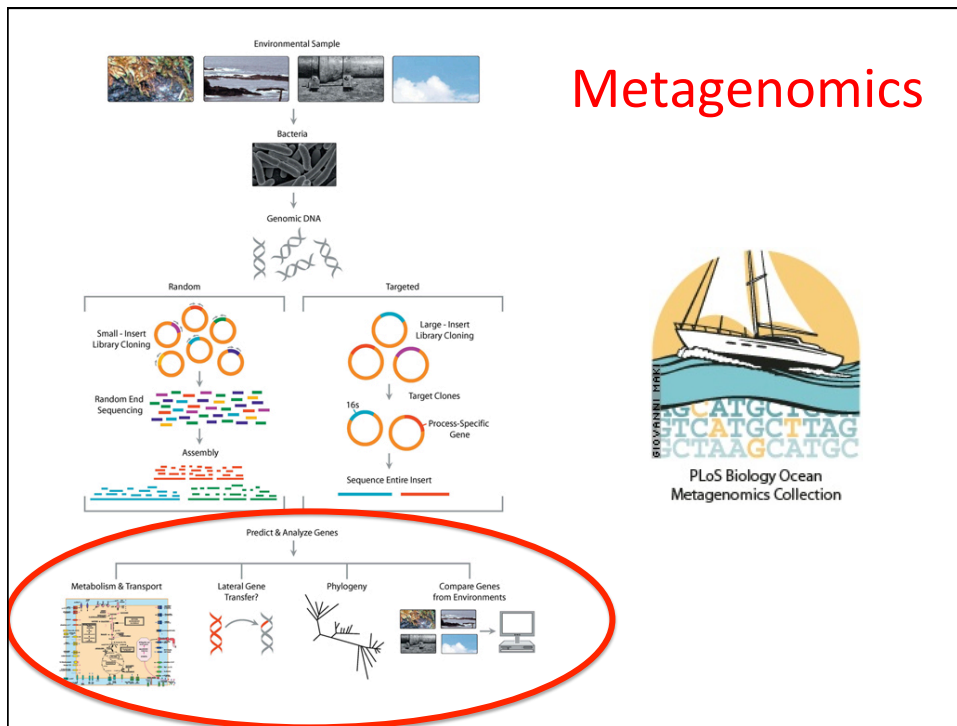 Environmental Sample
Metagenomics
Bacteria
Genomic DNA
Random
Targeted
Small - Insert
Library Cloning
Large - Insert
Library Cloning
Random End
Sequencing
Target Clones
16s
Process-Specific
Gene
Assembly
Sequence Entire Insert
GIOVANNI MAKI
GTCATGCTTAG
GCTAAGCATGC
PLoS Biology Ocean
Metagenomics Collection
Predict & Analyze Genes
Metabolism & Transport
Lateral Gene
Transfer?
Phylogeny
Compare Genes
from Environments